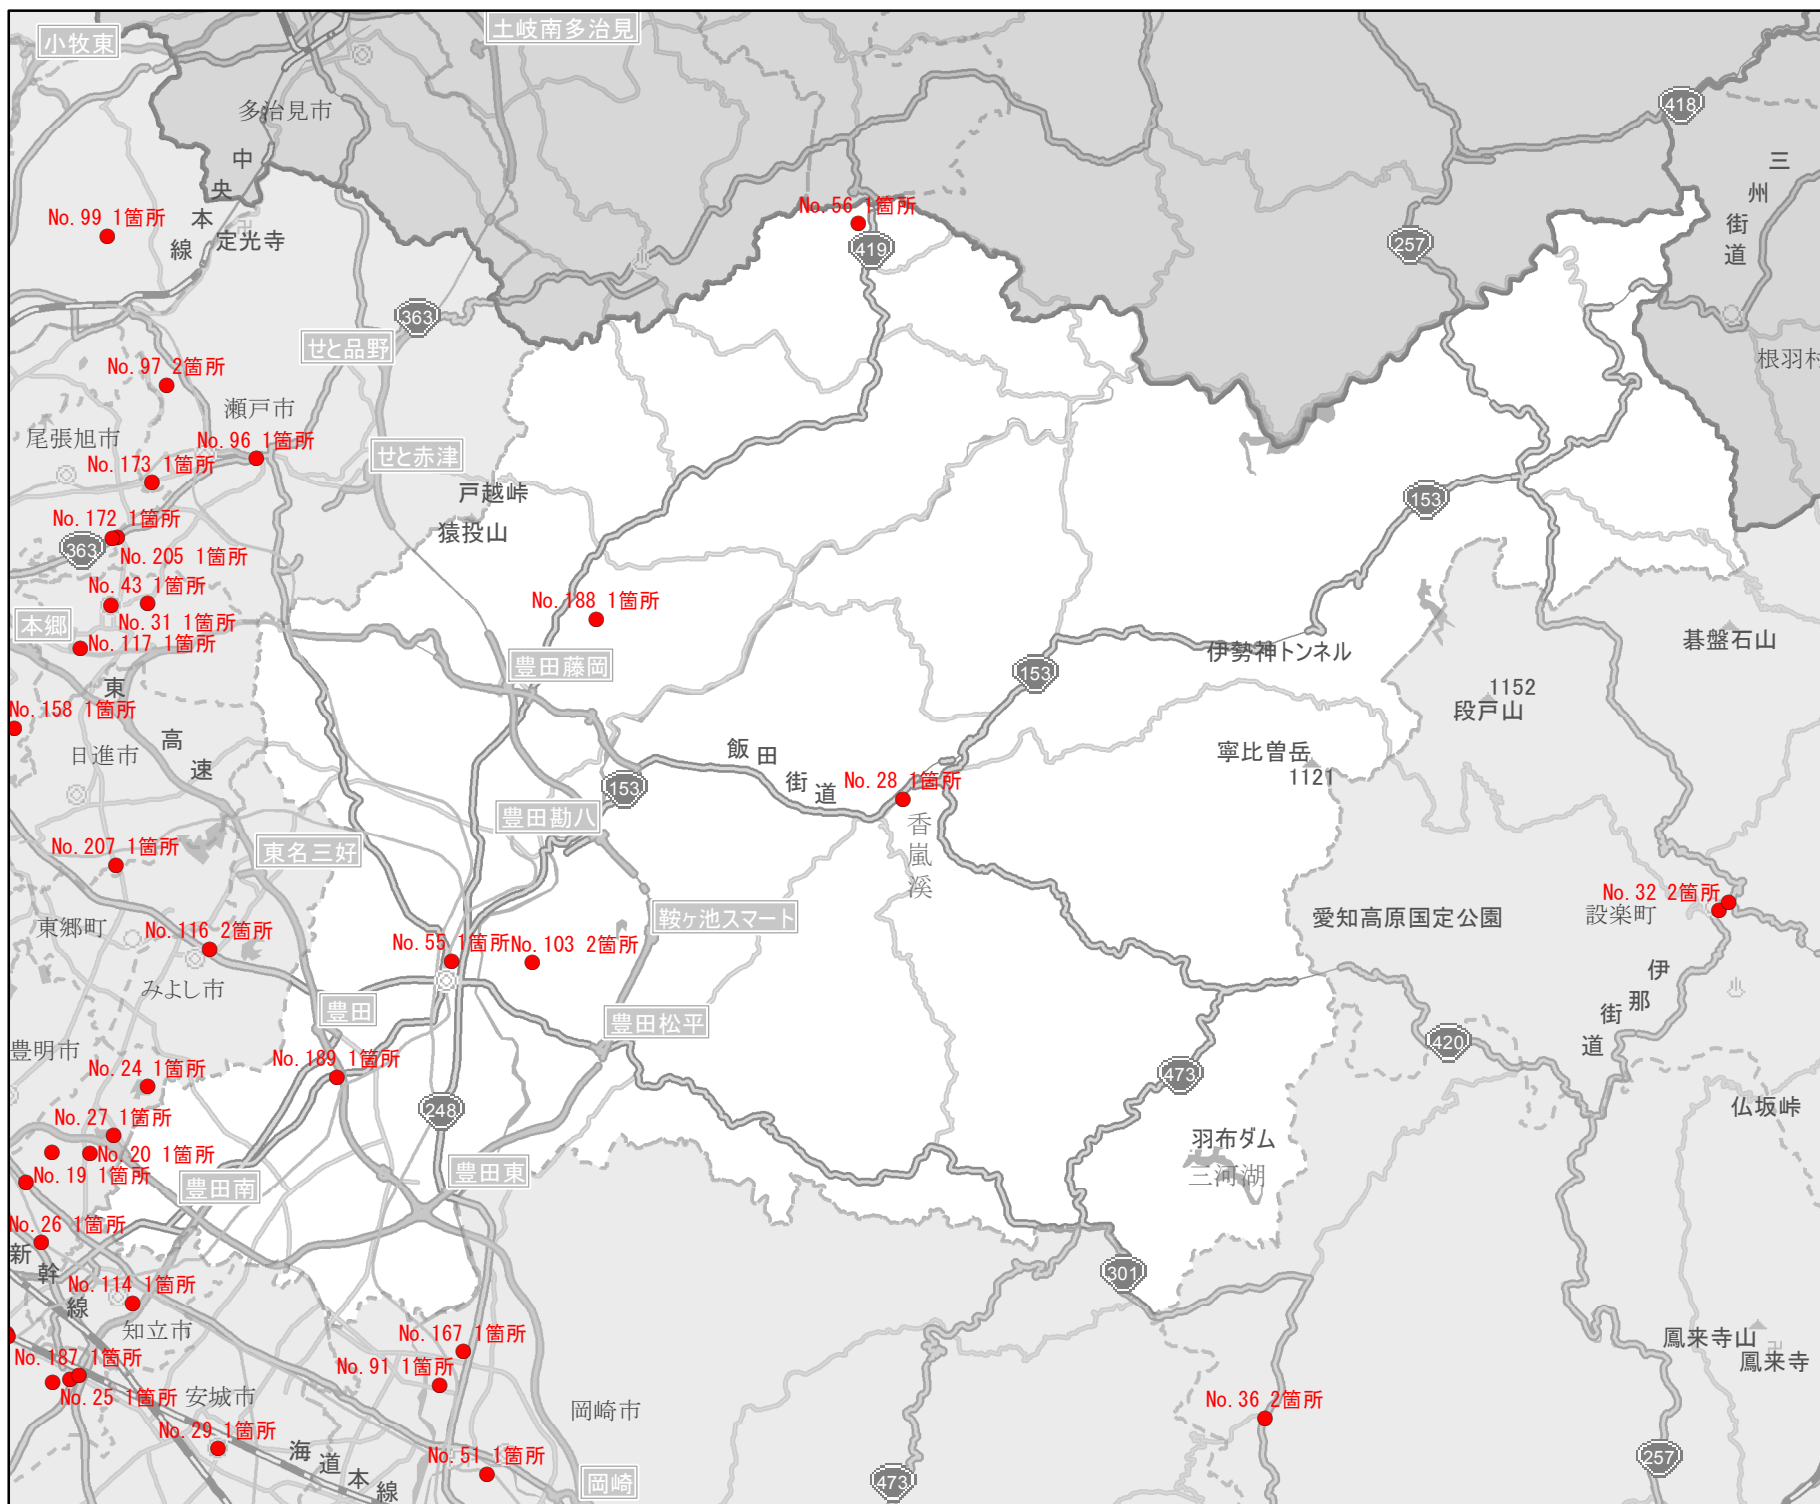 小牧東
土岐南多治見
多治見市
418
中央本線
三州街道
No.99 1箇所
定光寺
No.56 1箇所
419
257
363
せと品野
根羽村
No.97 2箇所
瀬戸市
尾張旭市
No.96 1箇所
せと赤津
No.173 1箇所
戸越峠
153
No.172 1箇所
猿投山
363
No.205 1箇所
No.43 1箇所
No.188 1箇所
本郷
No.31 1箇所
No.117 1箇所
碁盤石山
伊勢神トンネル
豊田藤岡
153
東高速
1152
段戸山
No.158 1箇所
日進市
飯田街道
寧比曽岳
1121
No.28 1箇所
153
豊田勘八
香嵐溪
No.207 1箇所
東名三好
No.32 2箇所
設楽町
鞍ヶ池スマート
愛知高原国定公園
東郷町
No.116 2箇所
No.55 1箇所
No.103 2箇所
みよし市
伊那街道
豊田
豊田松平
豊明市
420
No.189 1箇所
No.24 1箇所
473
248
仏坂峠
No.27 1箇所
羽布ダム
No.20 1箇所
三河湖
No.19 1箇所
豊田東
豊田南
No.26 1箇所
新幹線
301
No.114 1箇所
知立市
No.167 1箇所
鳳来寺山
鳳来寺
No.187 1箇所
No.91 1箇所
No.25 1箇所
安城市
岡崎市
No.36 2箇所
No.29 1箇所
海道本線
No.51 1箇所
岡崎
473
257